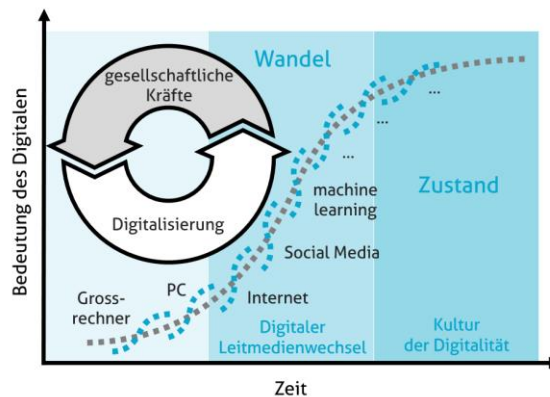 Wandel
gesellschaftliche
Kräfte
Digitalisierung
Zustand
...
...
...
machine
learning
Social Media
Internet
PC
Gross-
rechner
Digitaler
Leitmedienwechsel
Kultur
der Digitalität
Bedeutung des Digitalen
Zeit